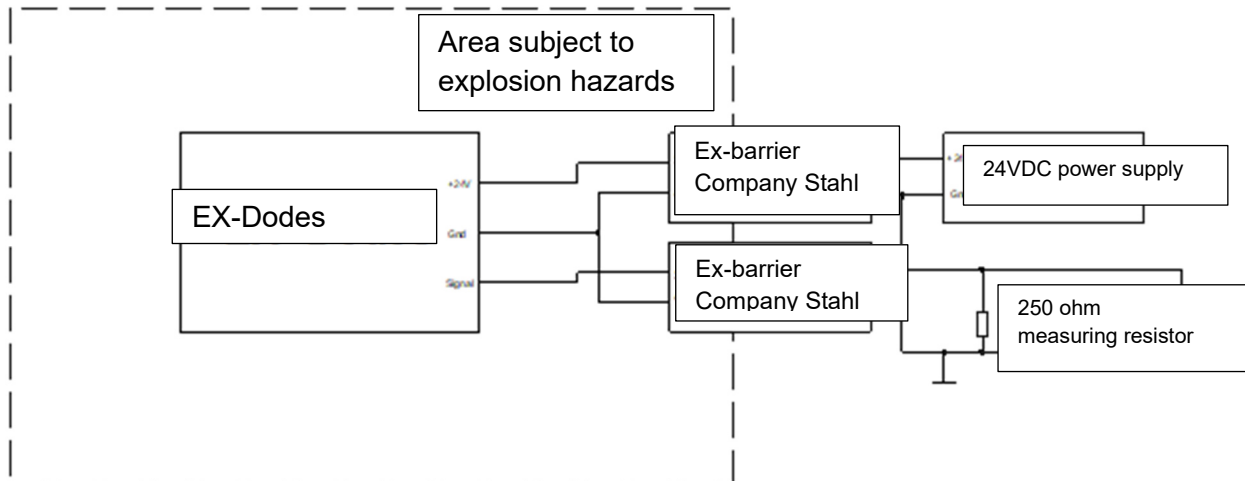 Area subject to
explosion hazards
Ex-barrier
Company Stahl
24VDC power supply
+24V
EX-Dodes
Gnd
Signal
Ex-barrier
Company Stahl
250 ohm
measuring resistor